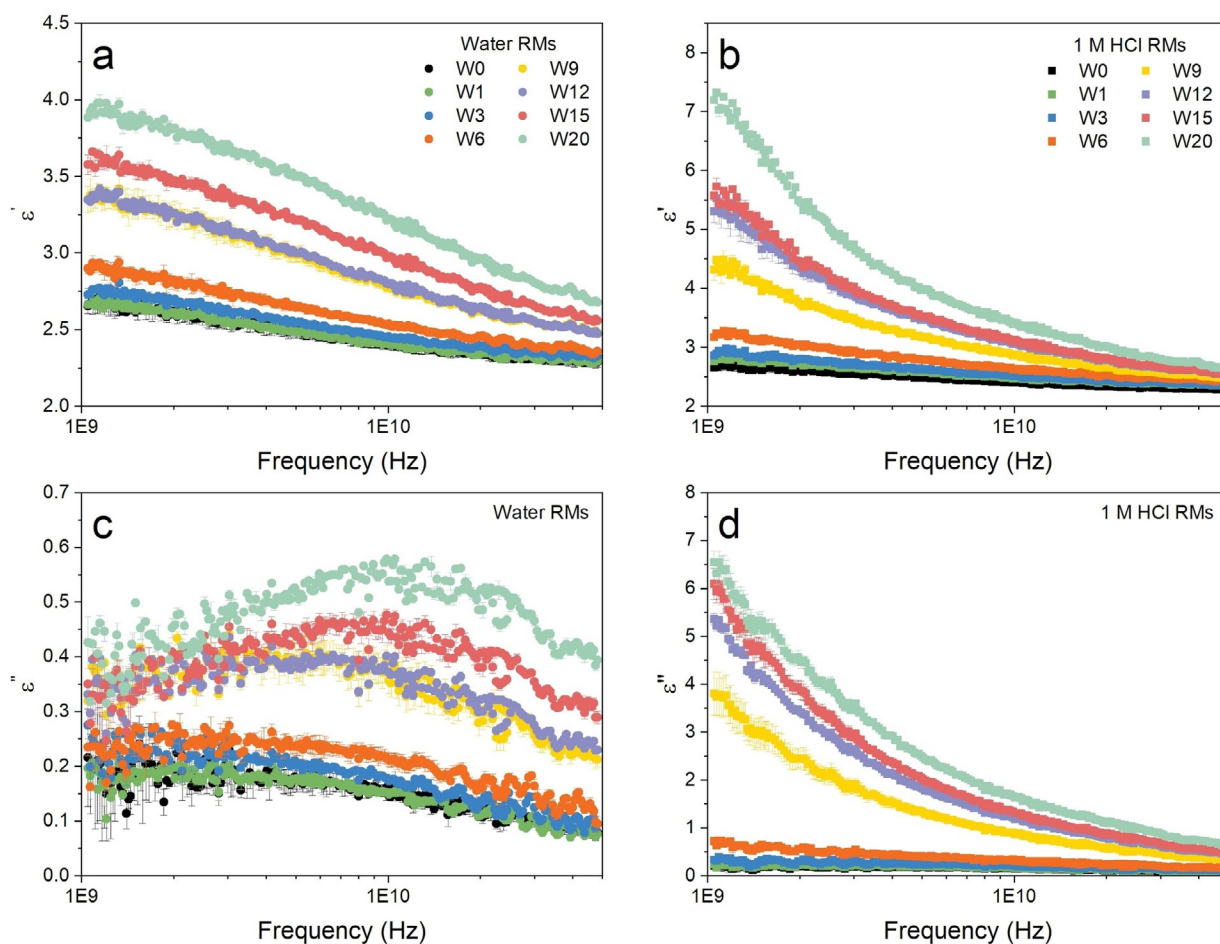 a
Water RMs
W0 W9
W1 W12
W3 W15
W6 W20
4.5
4.0
3.5
3.0
2.5
2.0
ε'
1E9 1E10
Frequency (Hz)
b
1 M HCl RMs
W0 W9
W1 W12
W3 W15
W6 W20
8
7
6
5
4
3
2
ε'
1E9 1E10
Frequency (Hz)
c
Water RMs
0.7
0.6
0.5
0.4
0.3
0.2
0.1
0.0
ε"
1E9 1E10
Frequency (Hz)
d
1 M HCl RMs
8
7
6
5
4
3
2
1
0
ε"
1E9 1E10
Frequency (Hz)